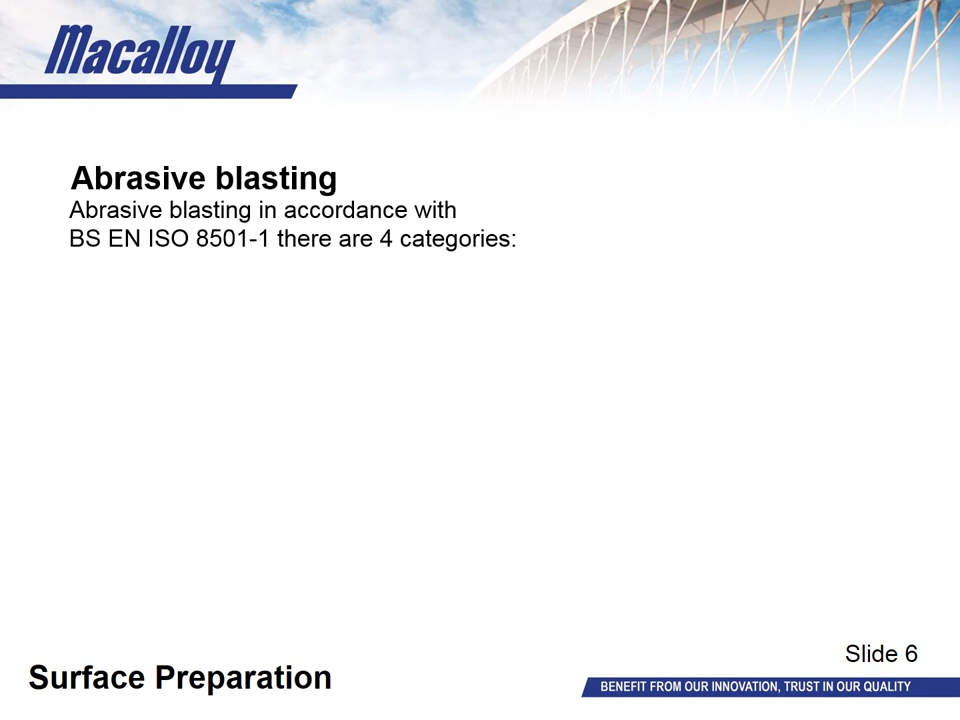 Macalloy
Abrasive blasting
Abrasive blasting in accordance with
BS EN ISO 8501-1 there are 4 categories:
Slide 6
Surface Preparation
BENEFIT FROM OUR INNOVATION, TRUST IN OUR QUALITY